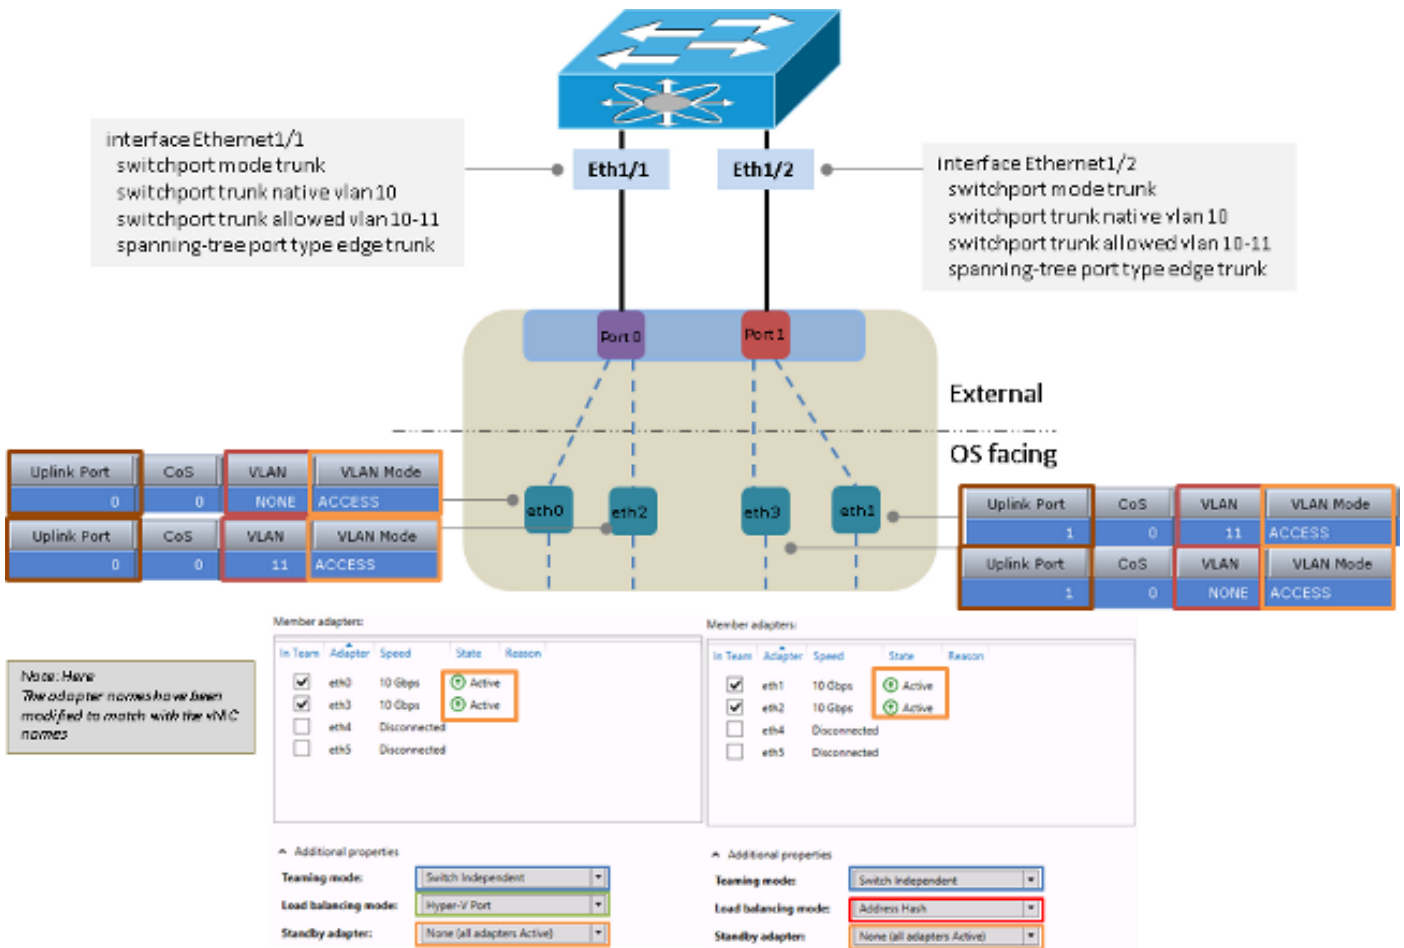 interface Ethernet1/1
switchport mode trunk
switchport trunk native vlan 10
switchport trunk allowed vlan 10-11
spanning-tree port type edge trunk
Eth1/1
Eth1/2
interface Ethernet1/2
switchport mode trunk
switchport trunk native vlan 10
switchport trunk allowed vlan 10-11
spanning-tree port type edge trunk
Port 0
Port 1
External
OS facing
Uplink Port CoS VLAN VLAN Mode
0 0 NONE ACCESS
Uplink Port CoS VLAN VLAN Mode
0 0 11 ACCESS
eth0
eth2
eth3
eth1
Uplink Port CoS VLAN VLAN Mode
1 0 11 ACCESS
Uplink Port CoS VLAN VLAN Mode
1 0 NONE ACCESS
Note: Here
The adapter names have been
modified to match with the vNIC
names
Member adapters:
In Team Adapter Speed State Reason
eth0 10 Gbps Active
eth3 10 Gbps Active
eth4 Disconnected
eth5 Disconnected
Additional properties
Teaming mode: Switch Independent
Load balancing mode: Hyper-V Port
Standby adapter: None (all adapters Active)
Member adapters:
In Team Adapter Speed State Reason
eth1 10 Gbps Active
eth2 10 Gbps Active
eth4 Disconnected
eth5 Disconnected
Additional properties
Teaming mode: Switch Independent
Load balancing mode: Address Hash
Standby adapter: None (all adapters Active)